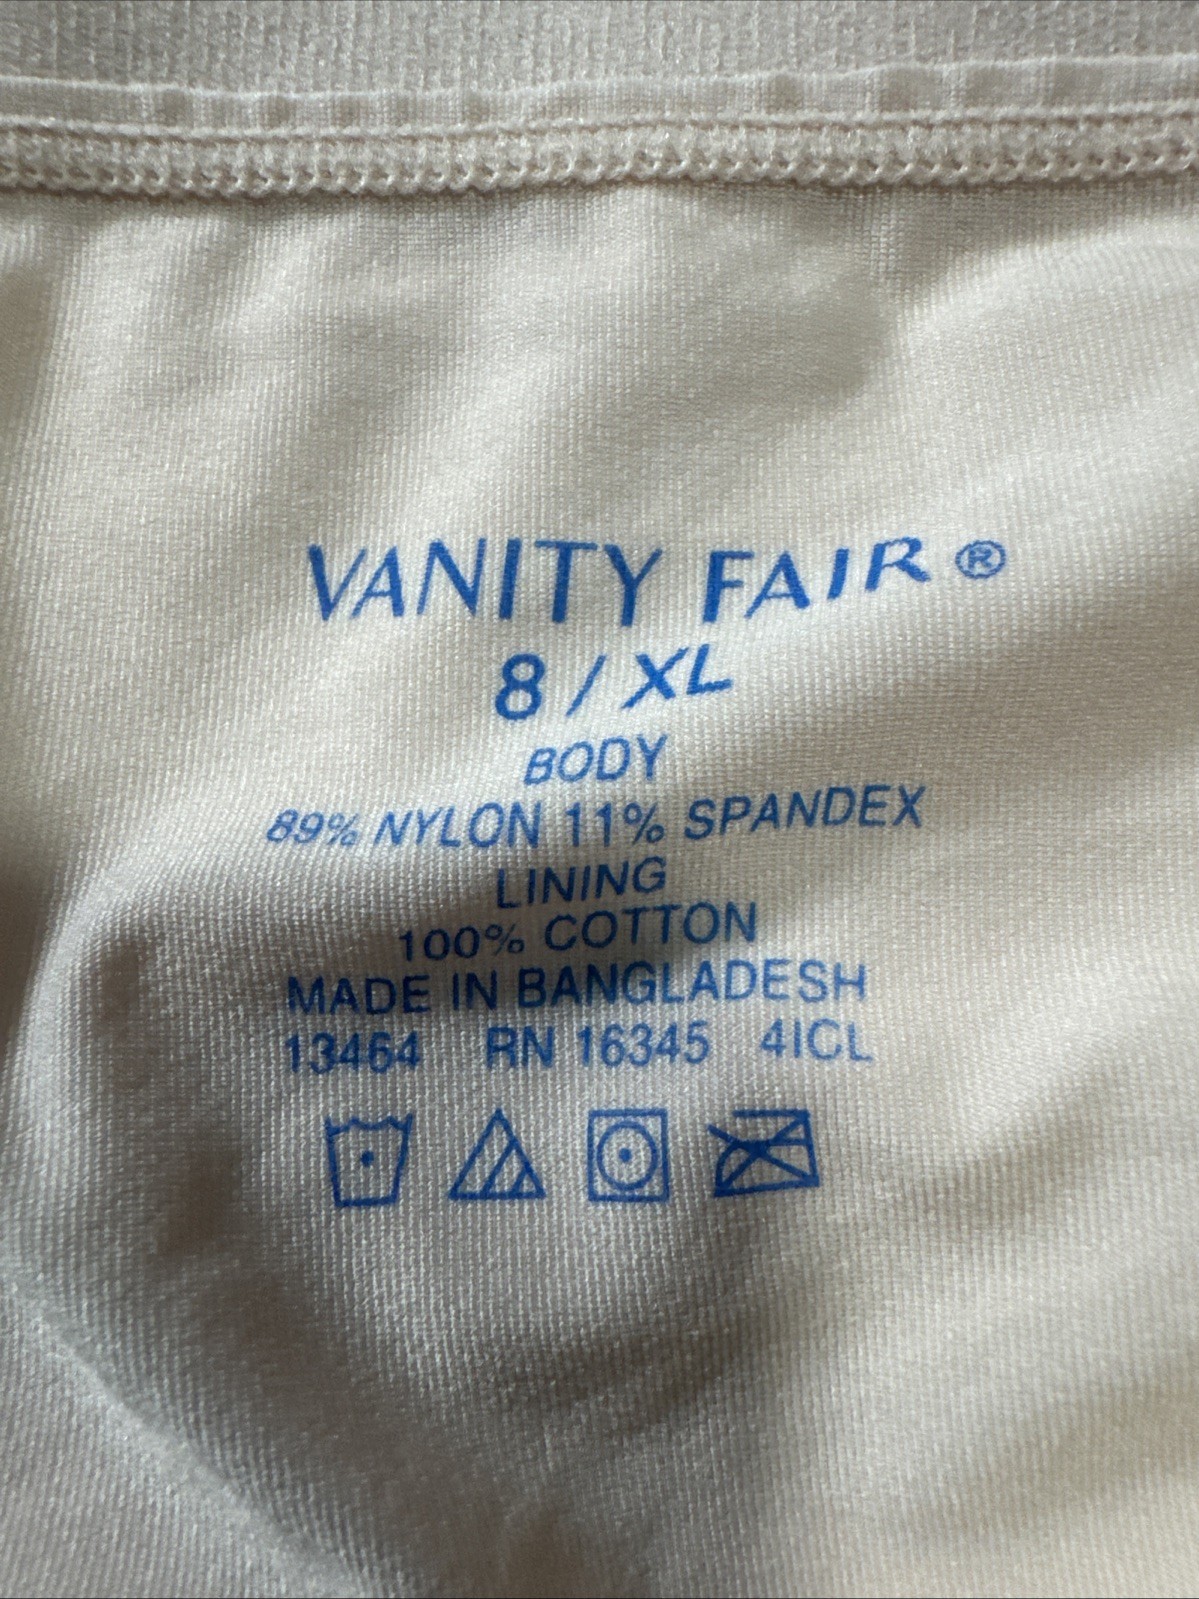 VANITY FAIR®
8 / XL
BODY
89% NYLON 11% SPANDEX
LINING
100% COTTON
MADE IN BANGLADESH
13464 RN 16345 4ICL